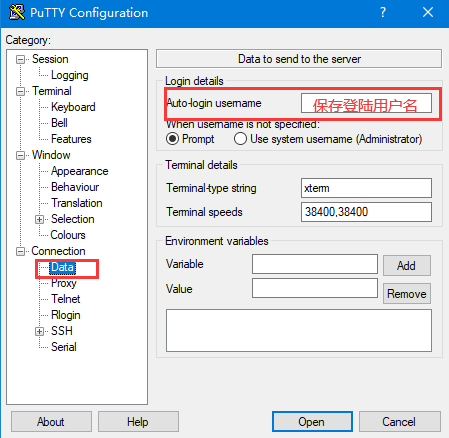 PuTTY Configuration
?
Category:
Session
Logging
Terminal
Keyboard
Bell
Features
Window
Appearance
Behaviour
Translation
Selection
Colours
Connection
Data
Proxy
Telnet
Rlogin
SSH
Serial
Data to send to the server
Login details
Auto-login username
保存登陆用户名
When username is not specified:
Prompt Use system username (Administrator)
Terminal details
Terminal-type string xterm
Terminal speeds 38400,38400
Environment variables
Variable Add
Value Remove
About Help Open Cancel